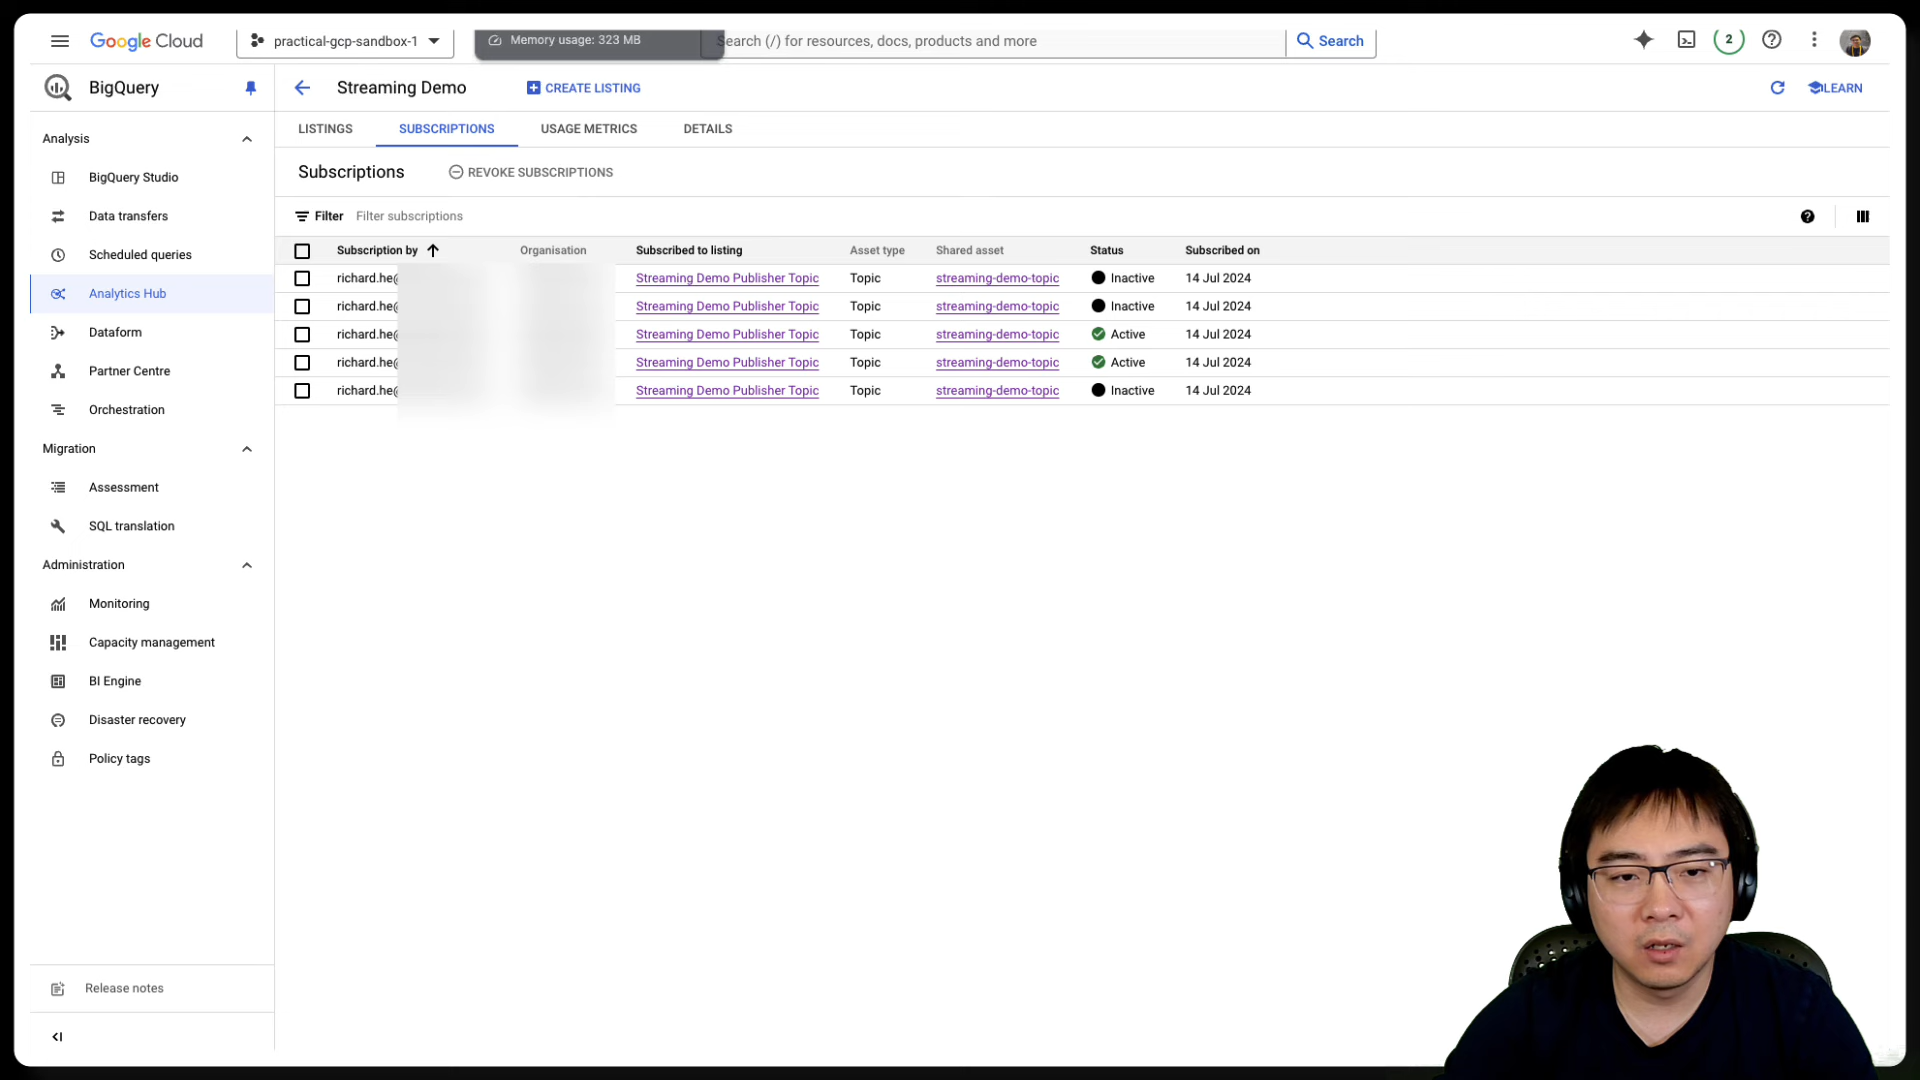 Google Cloud
practical-gcp-sandbox-1
Memory usage: 323 MB
Search (/) for resources, docs, products and more
Search
2
BigQuery
Streaming Demo
CREATE LISTING
LEARN
Analysis
BigQuery Studio
Data transfers
Scheduled queries
Analytics Hub
Dataform
Partner Centre
Orchestration
Migration
Assessment
SQL translation
Administration
Monitoring
Capacity management
BI Engine
Disaster recovery
Policy tags
Release notes
LISTINGS SUBSCRIPTIONS USAGE METRICS DETAILS
Subscriptions REVOKE SUBSCRIPTIONS
Filter Filter subscriptions
Subscription by Organisation Subscribed to listing Asset type Shared asset Status Subscribed on
richard.he@ Streaming Demo Publisher Topic Topic streaming-demo-topic Inactive 14 Jul 2024
richard.he@ Streaming Demo Publisher Topic Topic streaming-demo-topic Inactive 14 Jul 2024
richard.he@ Streaming Demo Publisher Topic Topic streaming-demo-topic Active 14 Jul 2024
richard.he@ Streaming Demo Publisher Topic Topic streaming-demo-topic Active 14 Jul 2024
richard.he@ Streaming Demo Publisher Topic Topic streaming-demo-topic Inactive 14 Jul 2024